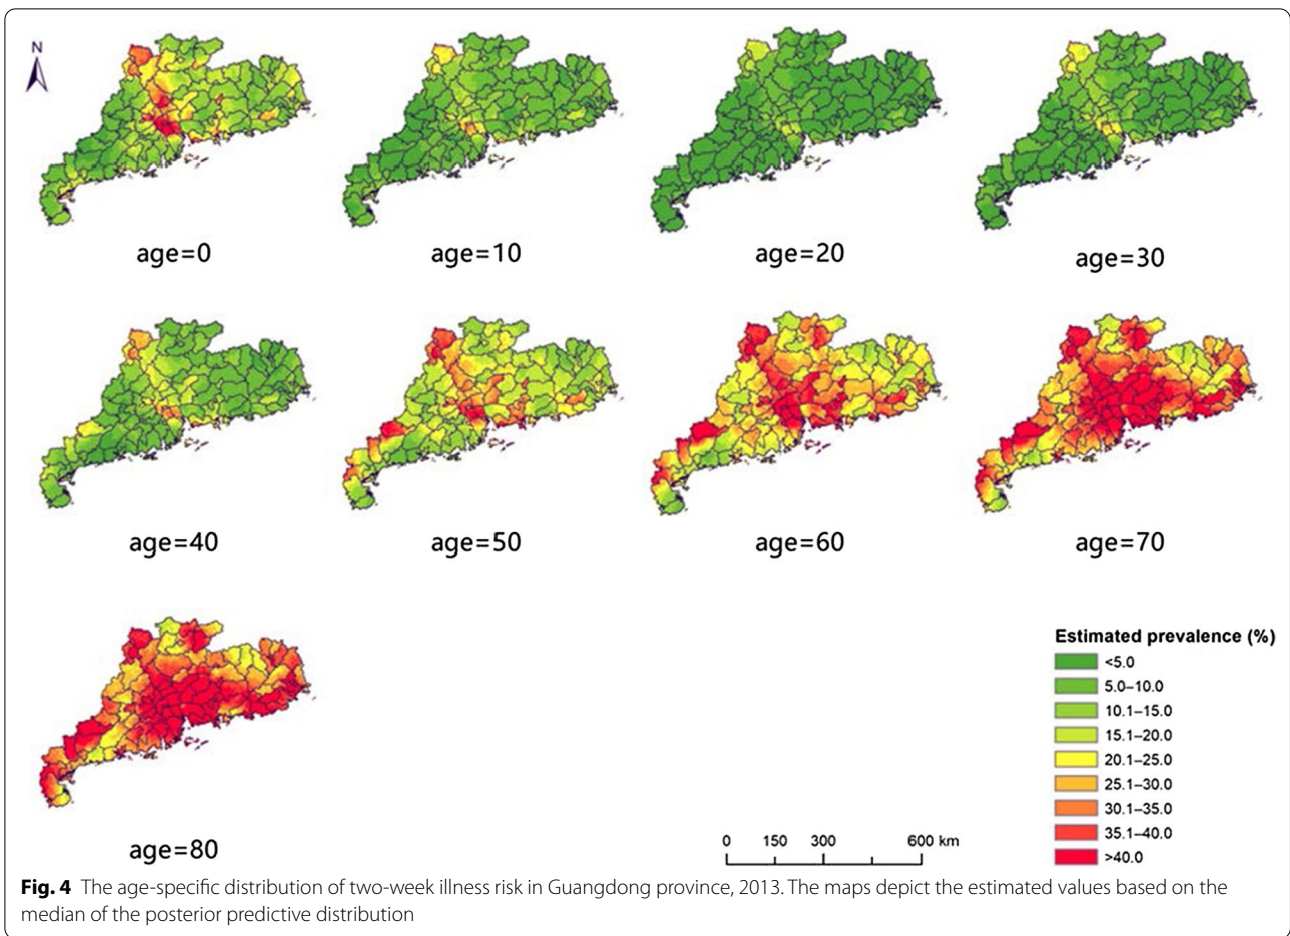 N
age=0
age=10
age=20
age=30
age=40
age=50
age=60
age=70
age=80
Estimated prevalence (%)
<5.0
5.0–10.0
10.1–15.0
15.1–20.0
20.1–25.0
25.1–30.0
30.1–35.0
35.1–40.0
>40.0
0 150 300 600 km
Fig. 4 The age-specific distribution of two-week illness risk in Guangdong province, 2013. The maps depict the estimated values based on the
median of the posterior predictive distribution